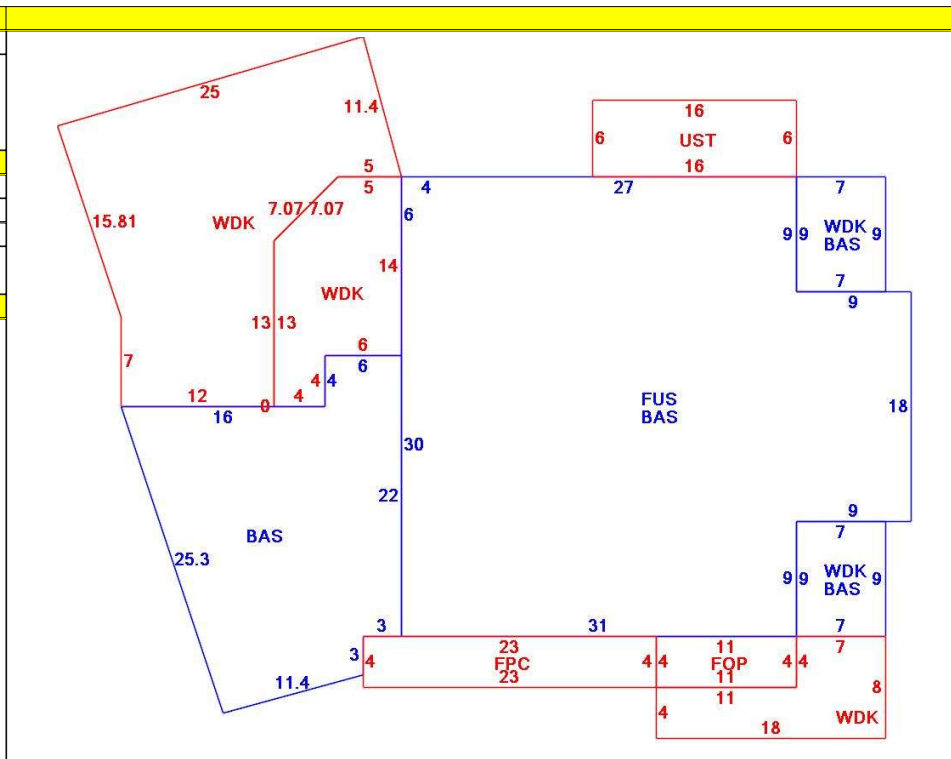 25
11.4
16
6 UST 6
16
5
5
4 27 7
15.81
WDK
7.07 7.07
6
9 9 WDK 9
BAS
14
7
9
WDK
13 13
6
6
7
4 4
12 0 4
16
FUS
BAS
18
30
22
BAS
25.3
9
7
9 9 WDK 9
BAS
3 31 7
3 4 23 4 4 11 4 4 7
FPC FOP
23 11
11.4
11
8
4 WDK
18